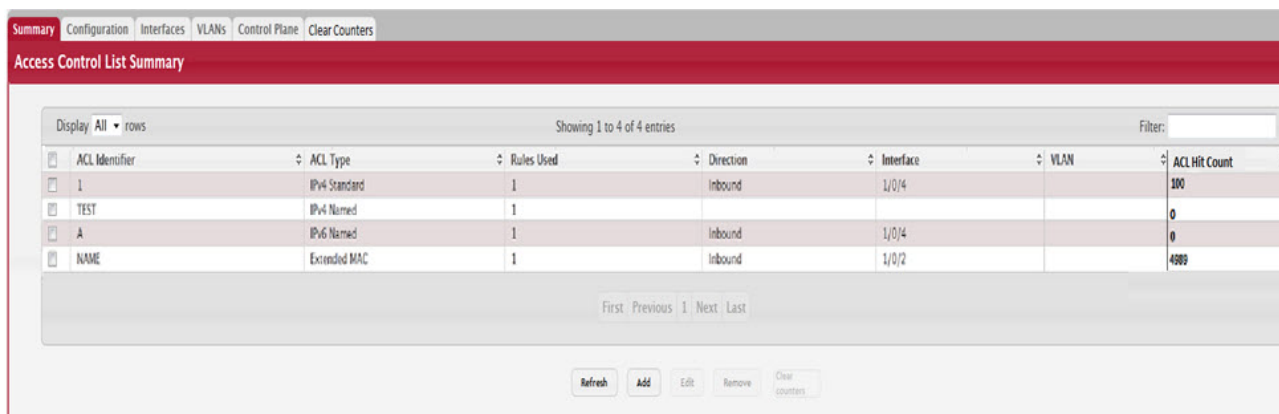 Summary Configuration Interfaces VLANs Control Plane Clear Counters
Access Control List Summary
Display All rows Showing 1 to 4 of 4 entries Filter:
ACL Identifier ACL Type Rules Used Direction Interface VLAN ACL Hit Count
1 IPv4 Standard 1 Inbound 1/0/4 100
TEST IPv4 Named 1 0
A IPv6 Named 1 Inbound 1/0/4 0
NAME Extended MAC 1 Inbound 1/0/2 4989
First Previous 1 Next Last
Refresh Add Edit Remove Clear counters